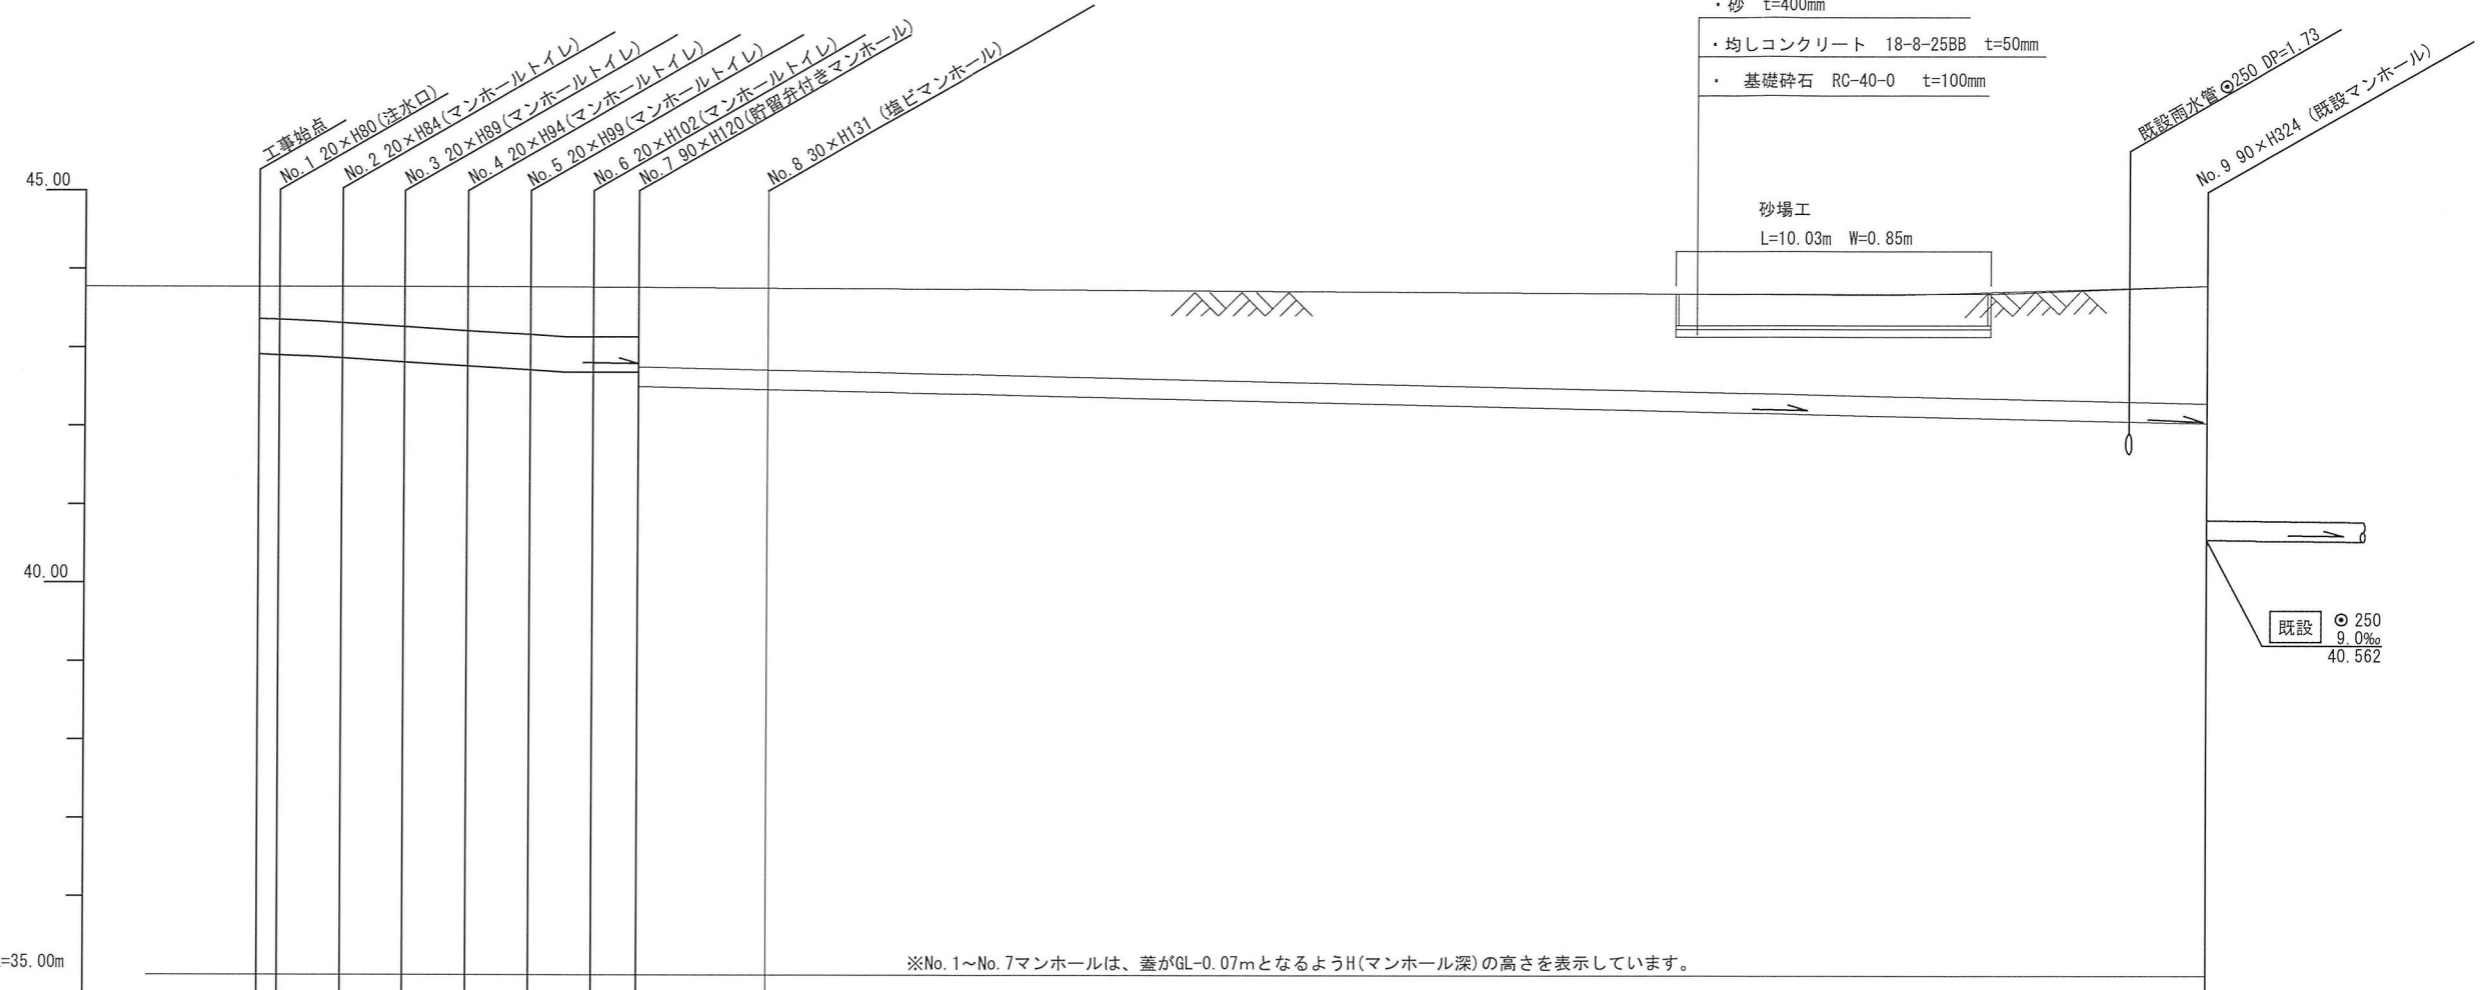 ・砂 t=400mm
・均しコンクリート 18-8-25BB t=50mm
・ 基礎砕石 RC-40-0 t=100mm
工事始点
No.1 20×H80(注水口)
No.2 20×H84(マンホールトイレ)
No.3 20×H89(マンホールトイレ)
No.4 20×H94(マンホールトイレ)
No.5 20×H99(マンホールトイレ)
No.6 20×H102(マンホールトイレ)
No.7 90×H120(貯留弁付きマンホール)
No.8 30×H131 (塩ビマンホール)
既設雨水管⊙250 DP=1.73
No.9 90×H324 (既設マンホール)
45.00
砂場工
L=10.03m W=0.85m
40.00
既設
⊙ 250
9.0‰
40.562
=35.00m
※No.1～No.7マンホールは、蓋がGL-0.07mとなるようH(マンホール深)の高さを表示しています。